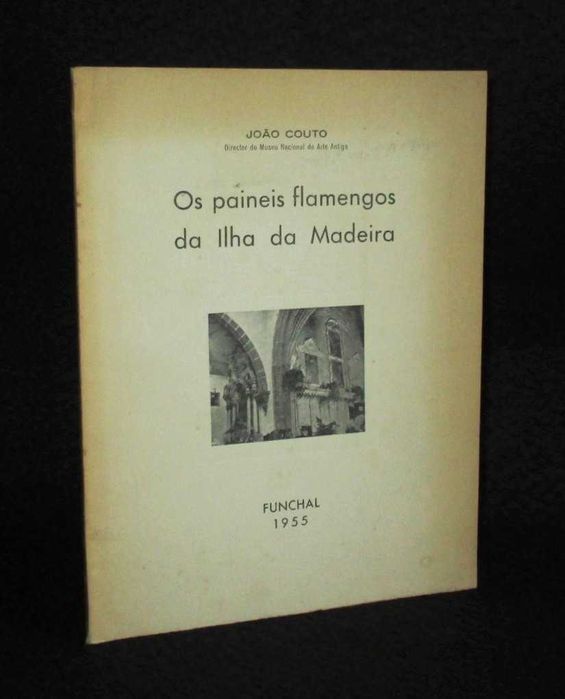 JOÃO COUTO
Director do Museu Nacional de Arte Antiga
Os paineis flamengos
da Ilha da Madeira
FUNCHAL
1955